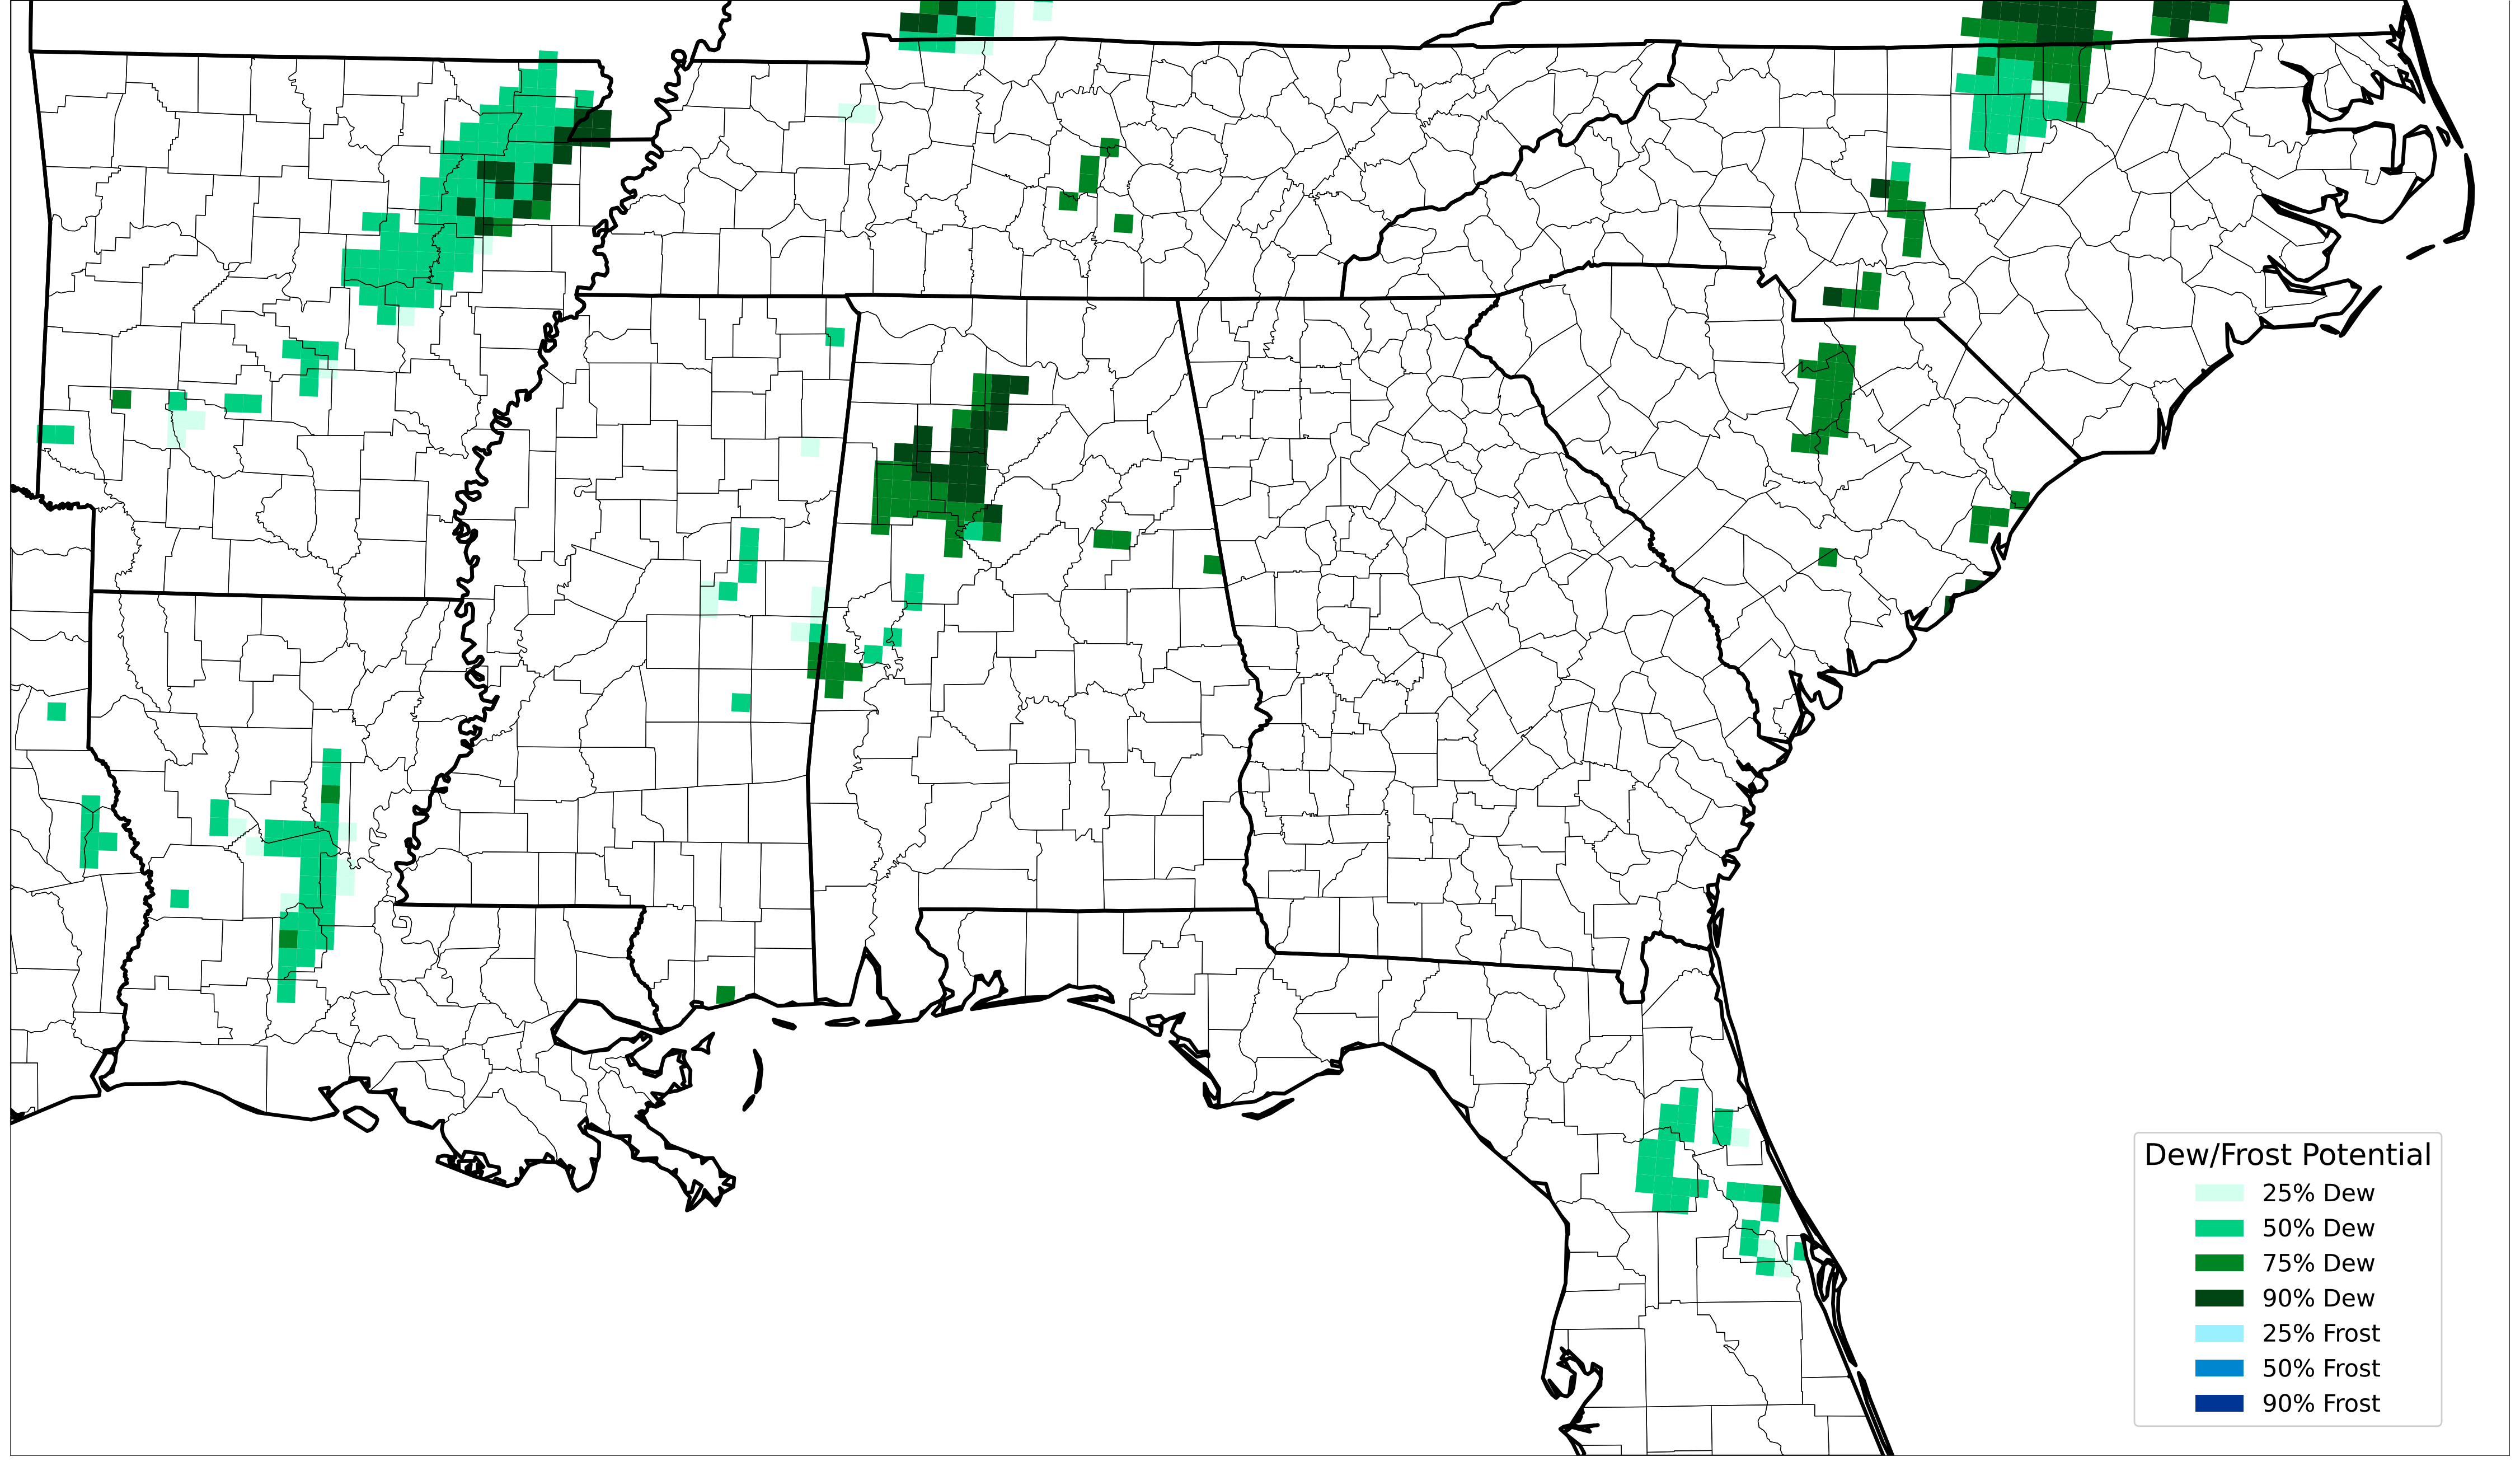 Dew/Frost Potential
25% Dew
50% Dew
75% Dew
90% Dew
25% Frost
50% Frost
90% Frost